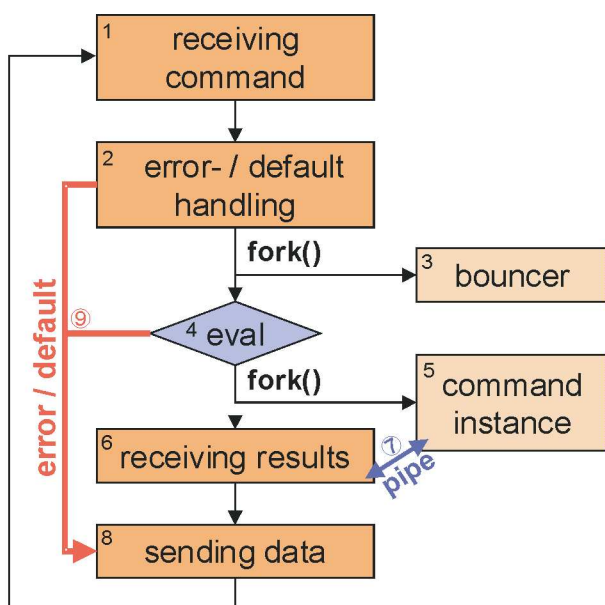 1
receiving
command
2
error- / default
handling
fork()
3
bouncer
error / default
⑨
4 eval
fork()
5
command
instance
6
receiving results
⑦
pipe
8
sending data